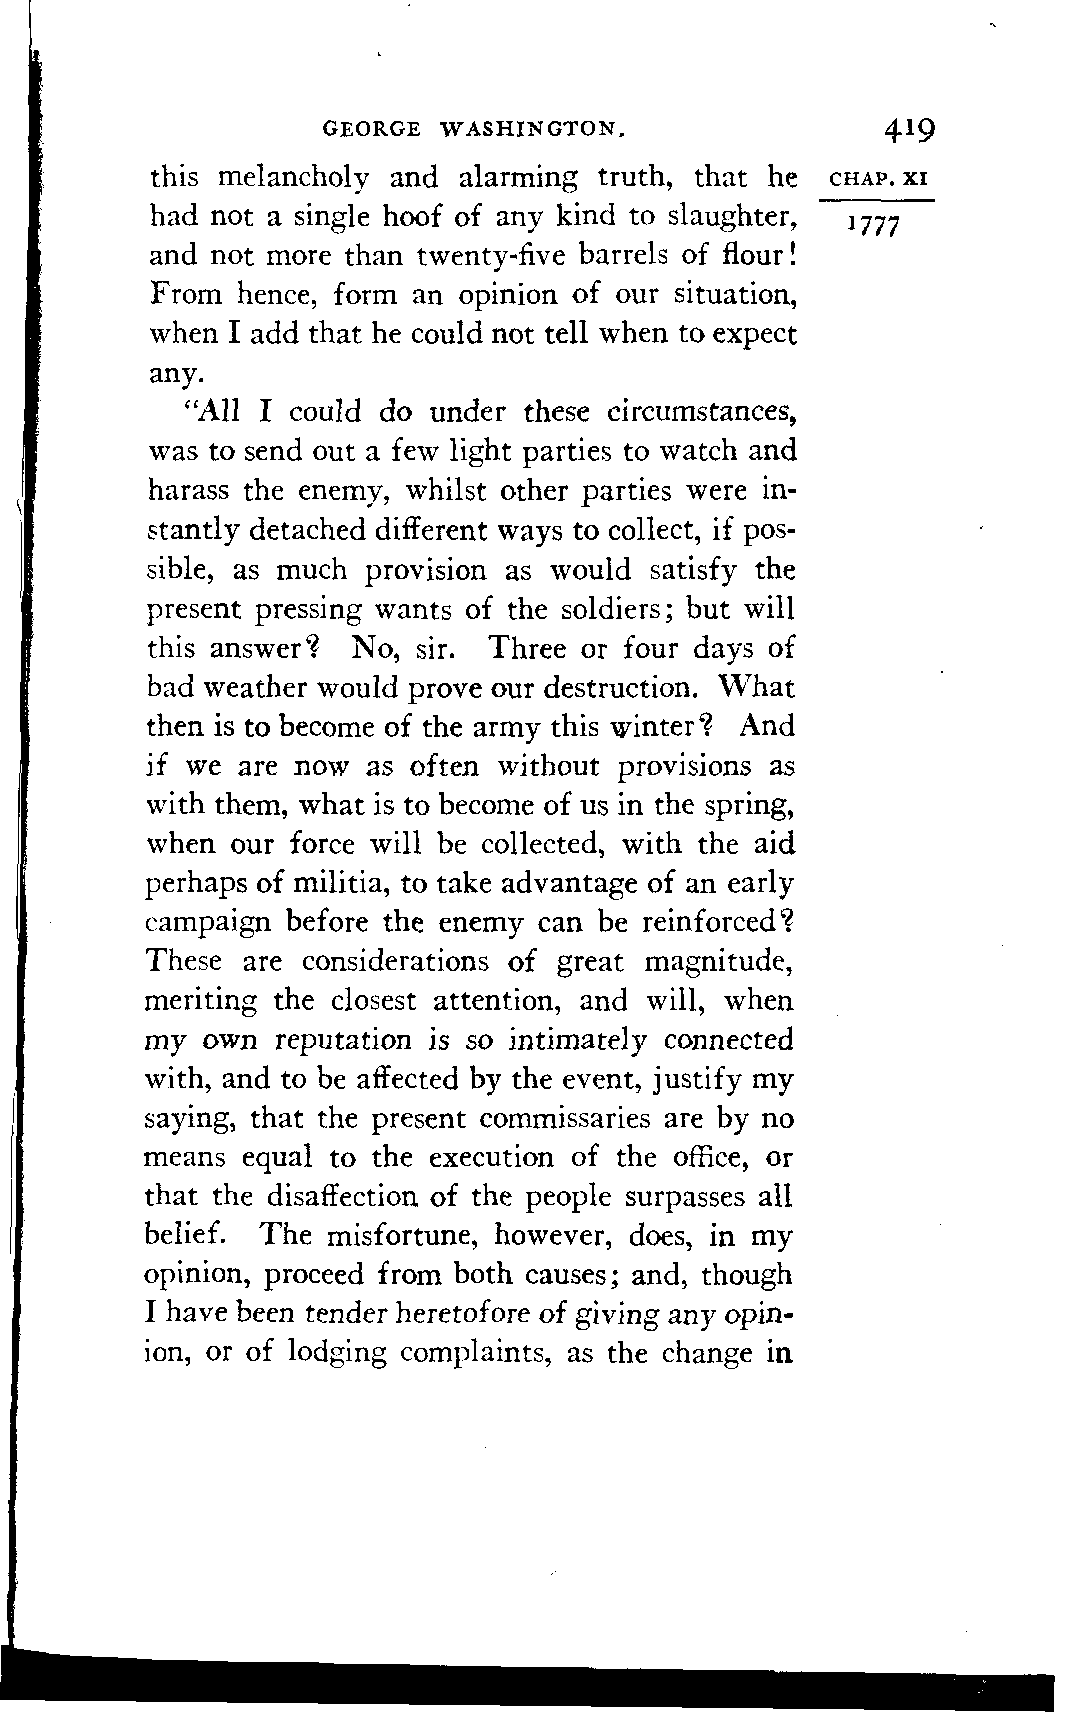 GEORGE WASHINGTON. 419
this melancholy and alarming truth, that he CHAP. XI
had not a single hoof of any kind to slaughter, 1777
and not more than twenty-five barrels of flour!
From hence, form an opinion of our situation,
when I add that he could not tell when to expect
any.
"All I could do under these circumstances,
was to send out a few light parties to watch and
harass the enemy, whilst other parties were in-
stantly detached different ways to collect, if pos-
sible, as much provision as would satisfy the
present pressing wants of the soldiers; but will
this answer? No, sir. Three or four days of
bad weather would prove our destruction. What
then is to become of the army this winter? And
if we are now as often without provisions as
with them, what is to become of us in the spring,
when our force will be collected, with the aid
perhaps of militia, to take advantage of an early
campaign before the enemy can be reinforced?
These are considerations of great magnitude,
meriting the closest attention, and will, when
my own reputation is so intimately connected
with, and to be affected by the event, justify my
saying, that the present commissaries are by no
means equal to the execution of the office, or
that the disaffection of the people surpasses all
belief. The misfortune, however, does, in my
opinion, proceed from both causes; and, though
I have been tender heretofore of giving any opin-
ion, or of lodging complaints, as the change in